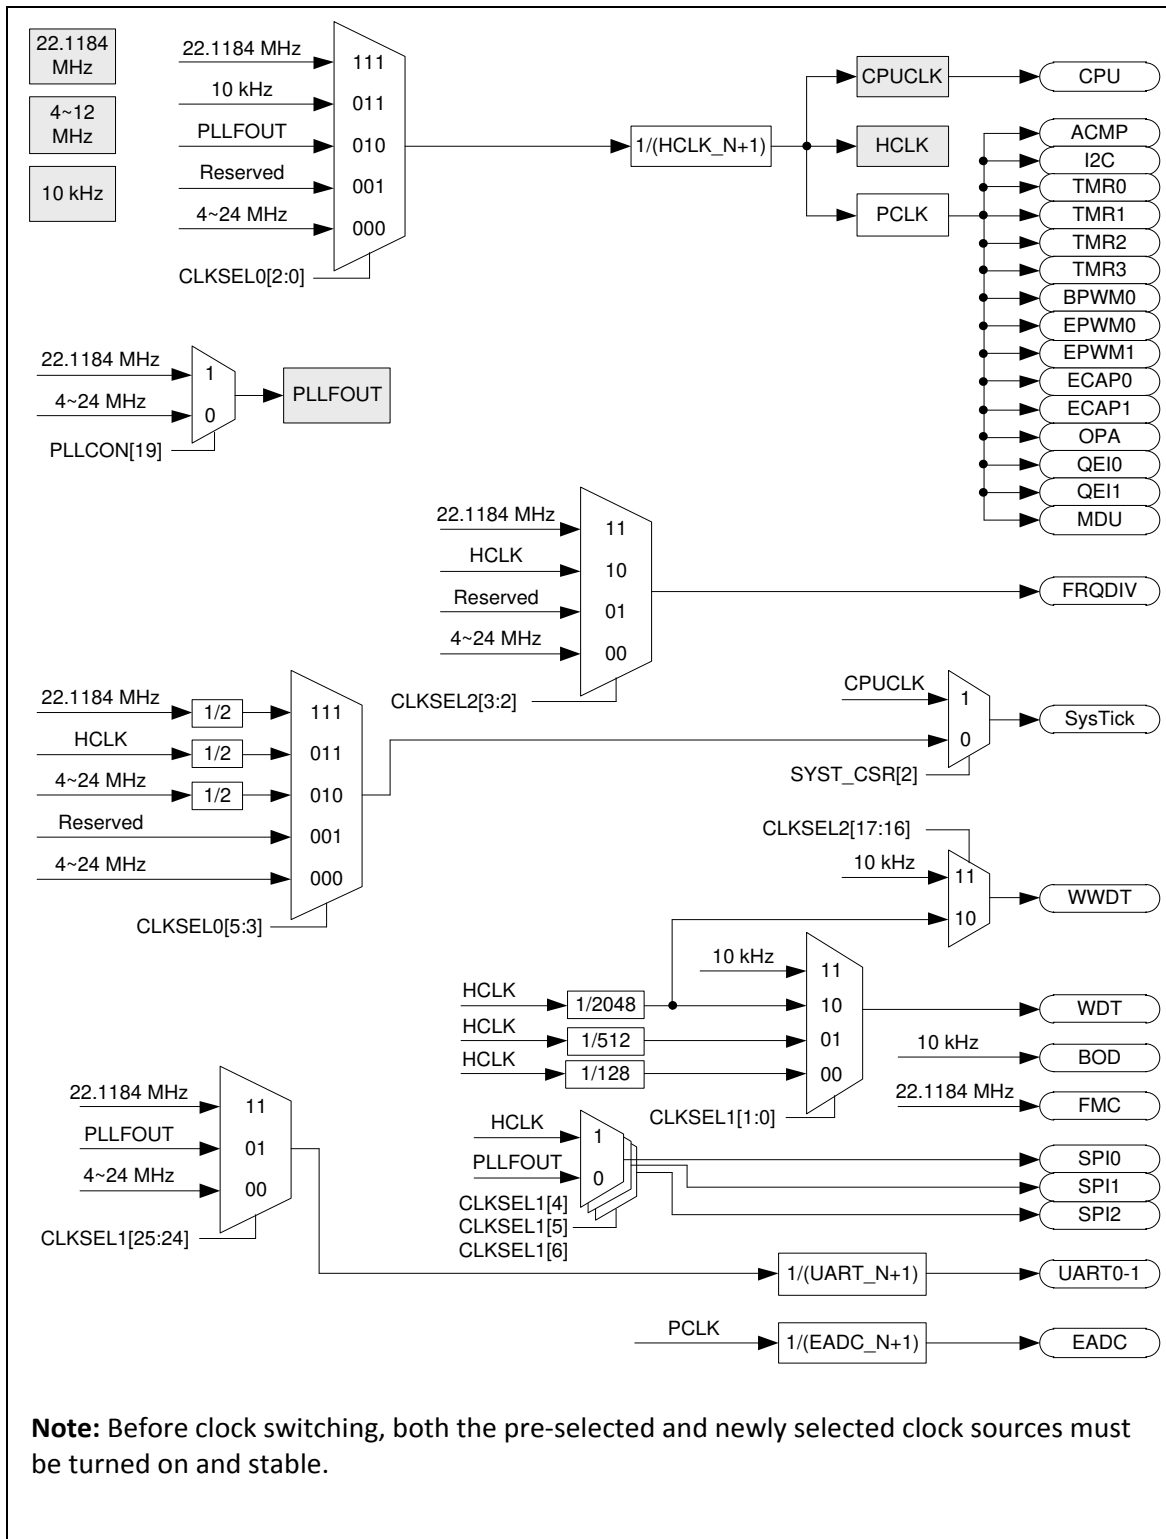 22.1184
MHz
4~12
MHz
10 kHz
22.1184 MHz
10 kHz
PLLFOUT
Reserved
4~24 MHz
111
011
010
001
000
CLKSEL0[2:0]
1/(HCLK_N+1)
CPUCLK
HCLK
PCLK
CPU
ACMP
I2C
TMR0
TMR1
TMR2
TMR3
BPWM0
EPWM0
EPWM1
ECAP0
ECAP1
OPA
QEI0
QEI1
MDU
22.1184 MHz
4~24 MHz
1
0
PLLCON[19]
PLLFOUT
22.1184 MHz
HCLK
Reserved
4~24 MHz
11
10
01
00
CLKSEL2[3:2]
FRQDIV
22.1184 MHz
HCLK
4~24 MHz
Reserved
4~24 MHz
1/2
1/2
1/2
111
011
010
001
000
CLKSEL0[5:3]
CPUCLK
1
0
SYST_CSR[2]
SysTick
CLKSEL2[17:16]
10 kHz
11
10
WWDT
10 kHz
HCLK
1/2048
HCLK
1/512
HCLK
1/128
11
10
01
00
CLKSEL1[1:0]
WDT
10 kHz
BOD
22.1184 MHz
FMC
22.1184 MHz
PLLFOUT
4~24 MHz
11
01
00
CLKSEL1[25:24]
HCLK
PLLFOUT
1
0
CLKSEL1[4]
CLKSEL1[5]
CLKSEL1[6]
SPI0
SPI1
SPI2
1/(UART_N+1)
UART0-1
PCLK
1/(EADC_N+1)
EADC
Note: Before clock switching, both the pre-selected and newly selected clock sources must
be turned on and stable.